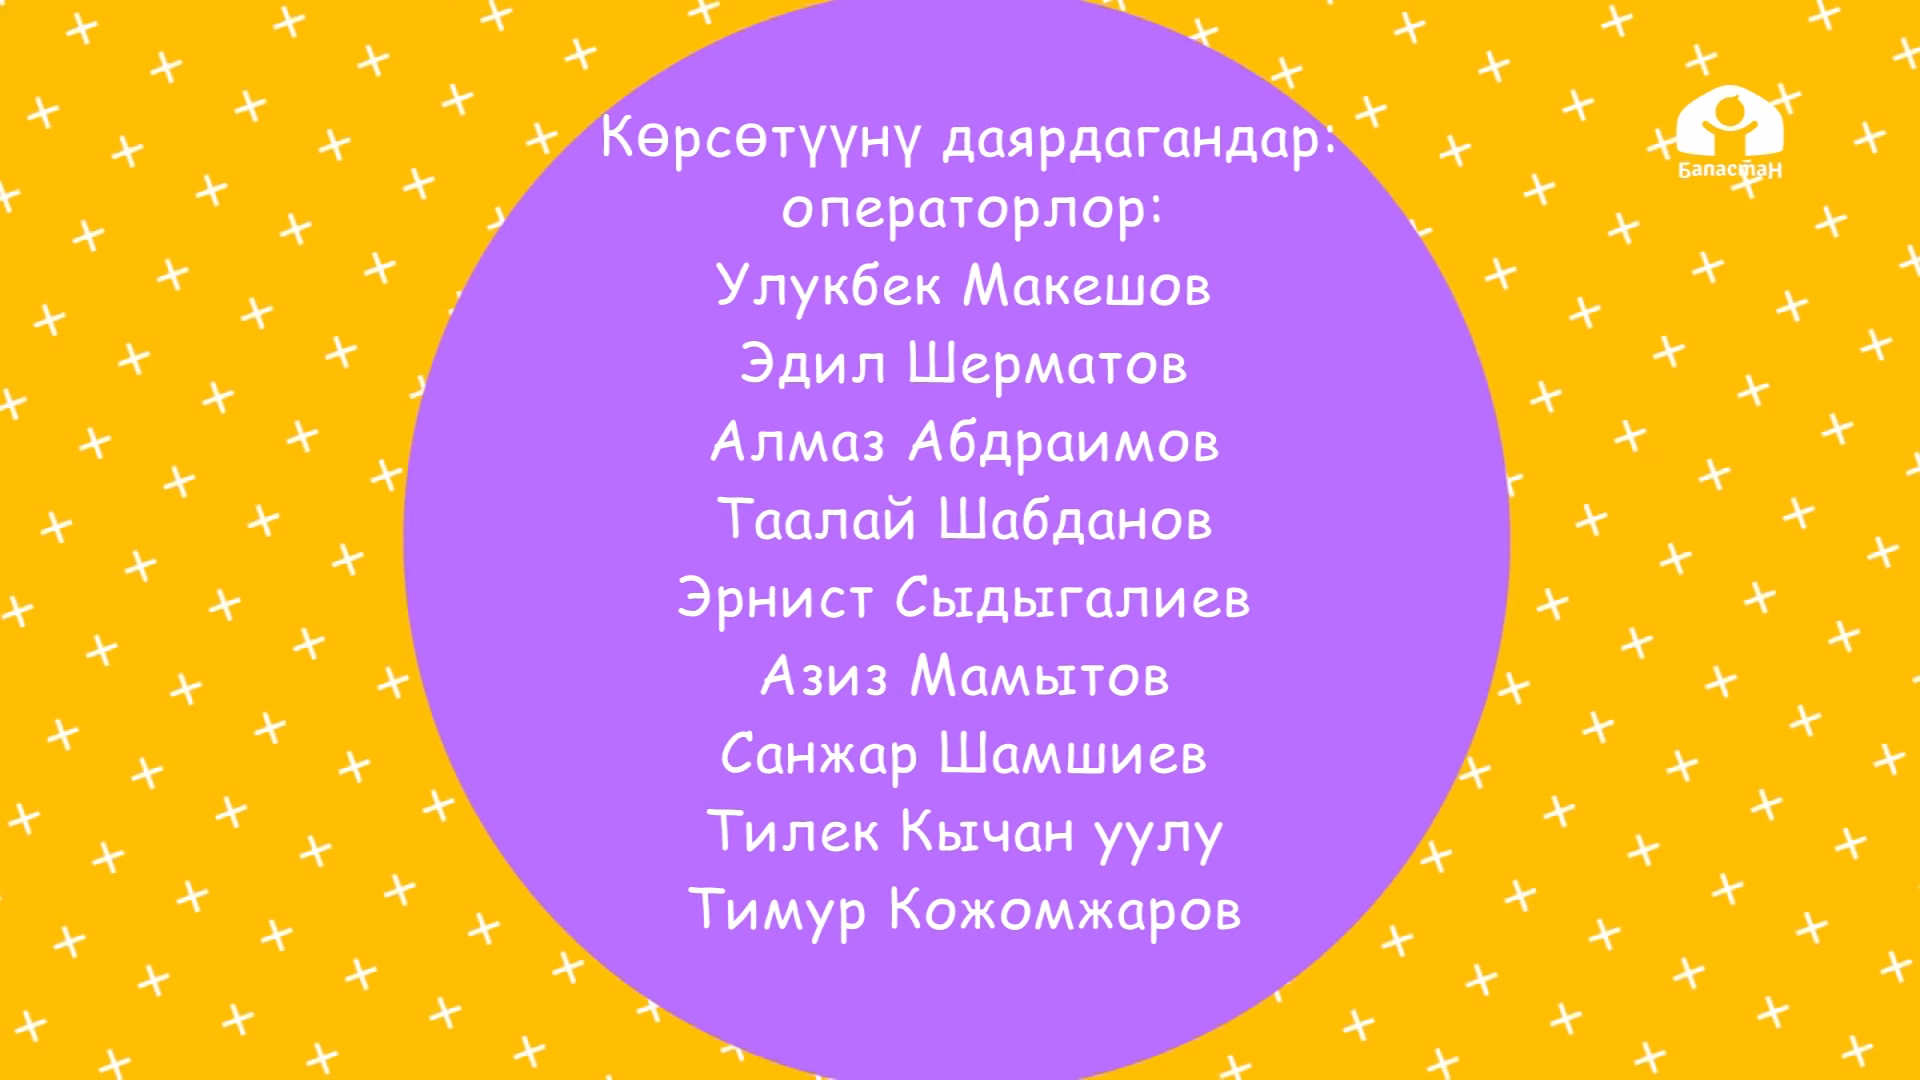 Көрсөтүүнү даярдагандар:
операторлор:
Улукбек Макешов
Эдил Шерматов
Алмаз Абдраимов
Таалай Шабданов
Эрнист Сыдыгалиев
Азиз Мамытов
Санжар Шамшиев
Тилек Кычан уулу
Тимур Кожомжаров
Баластан